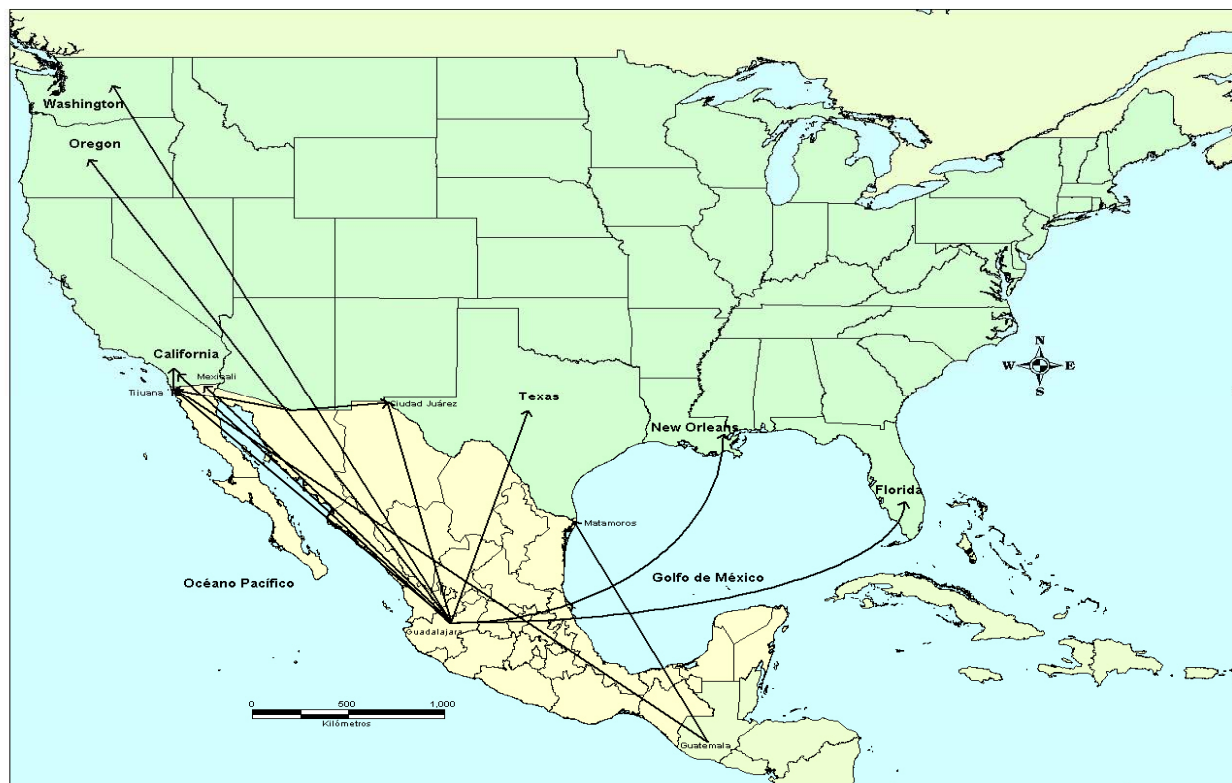 Washington
Oregon
California
Mexicali
Tijuana
Ciudad Juárez
Texas
New Orleans
Florida
Matamoros
Océano Pacífico
Golfo de México
Guadalajara
Guatemala
N
W E
S
0 500 1,000
Kilómetros